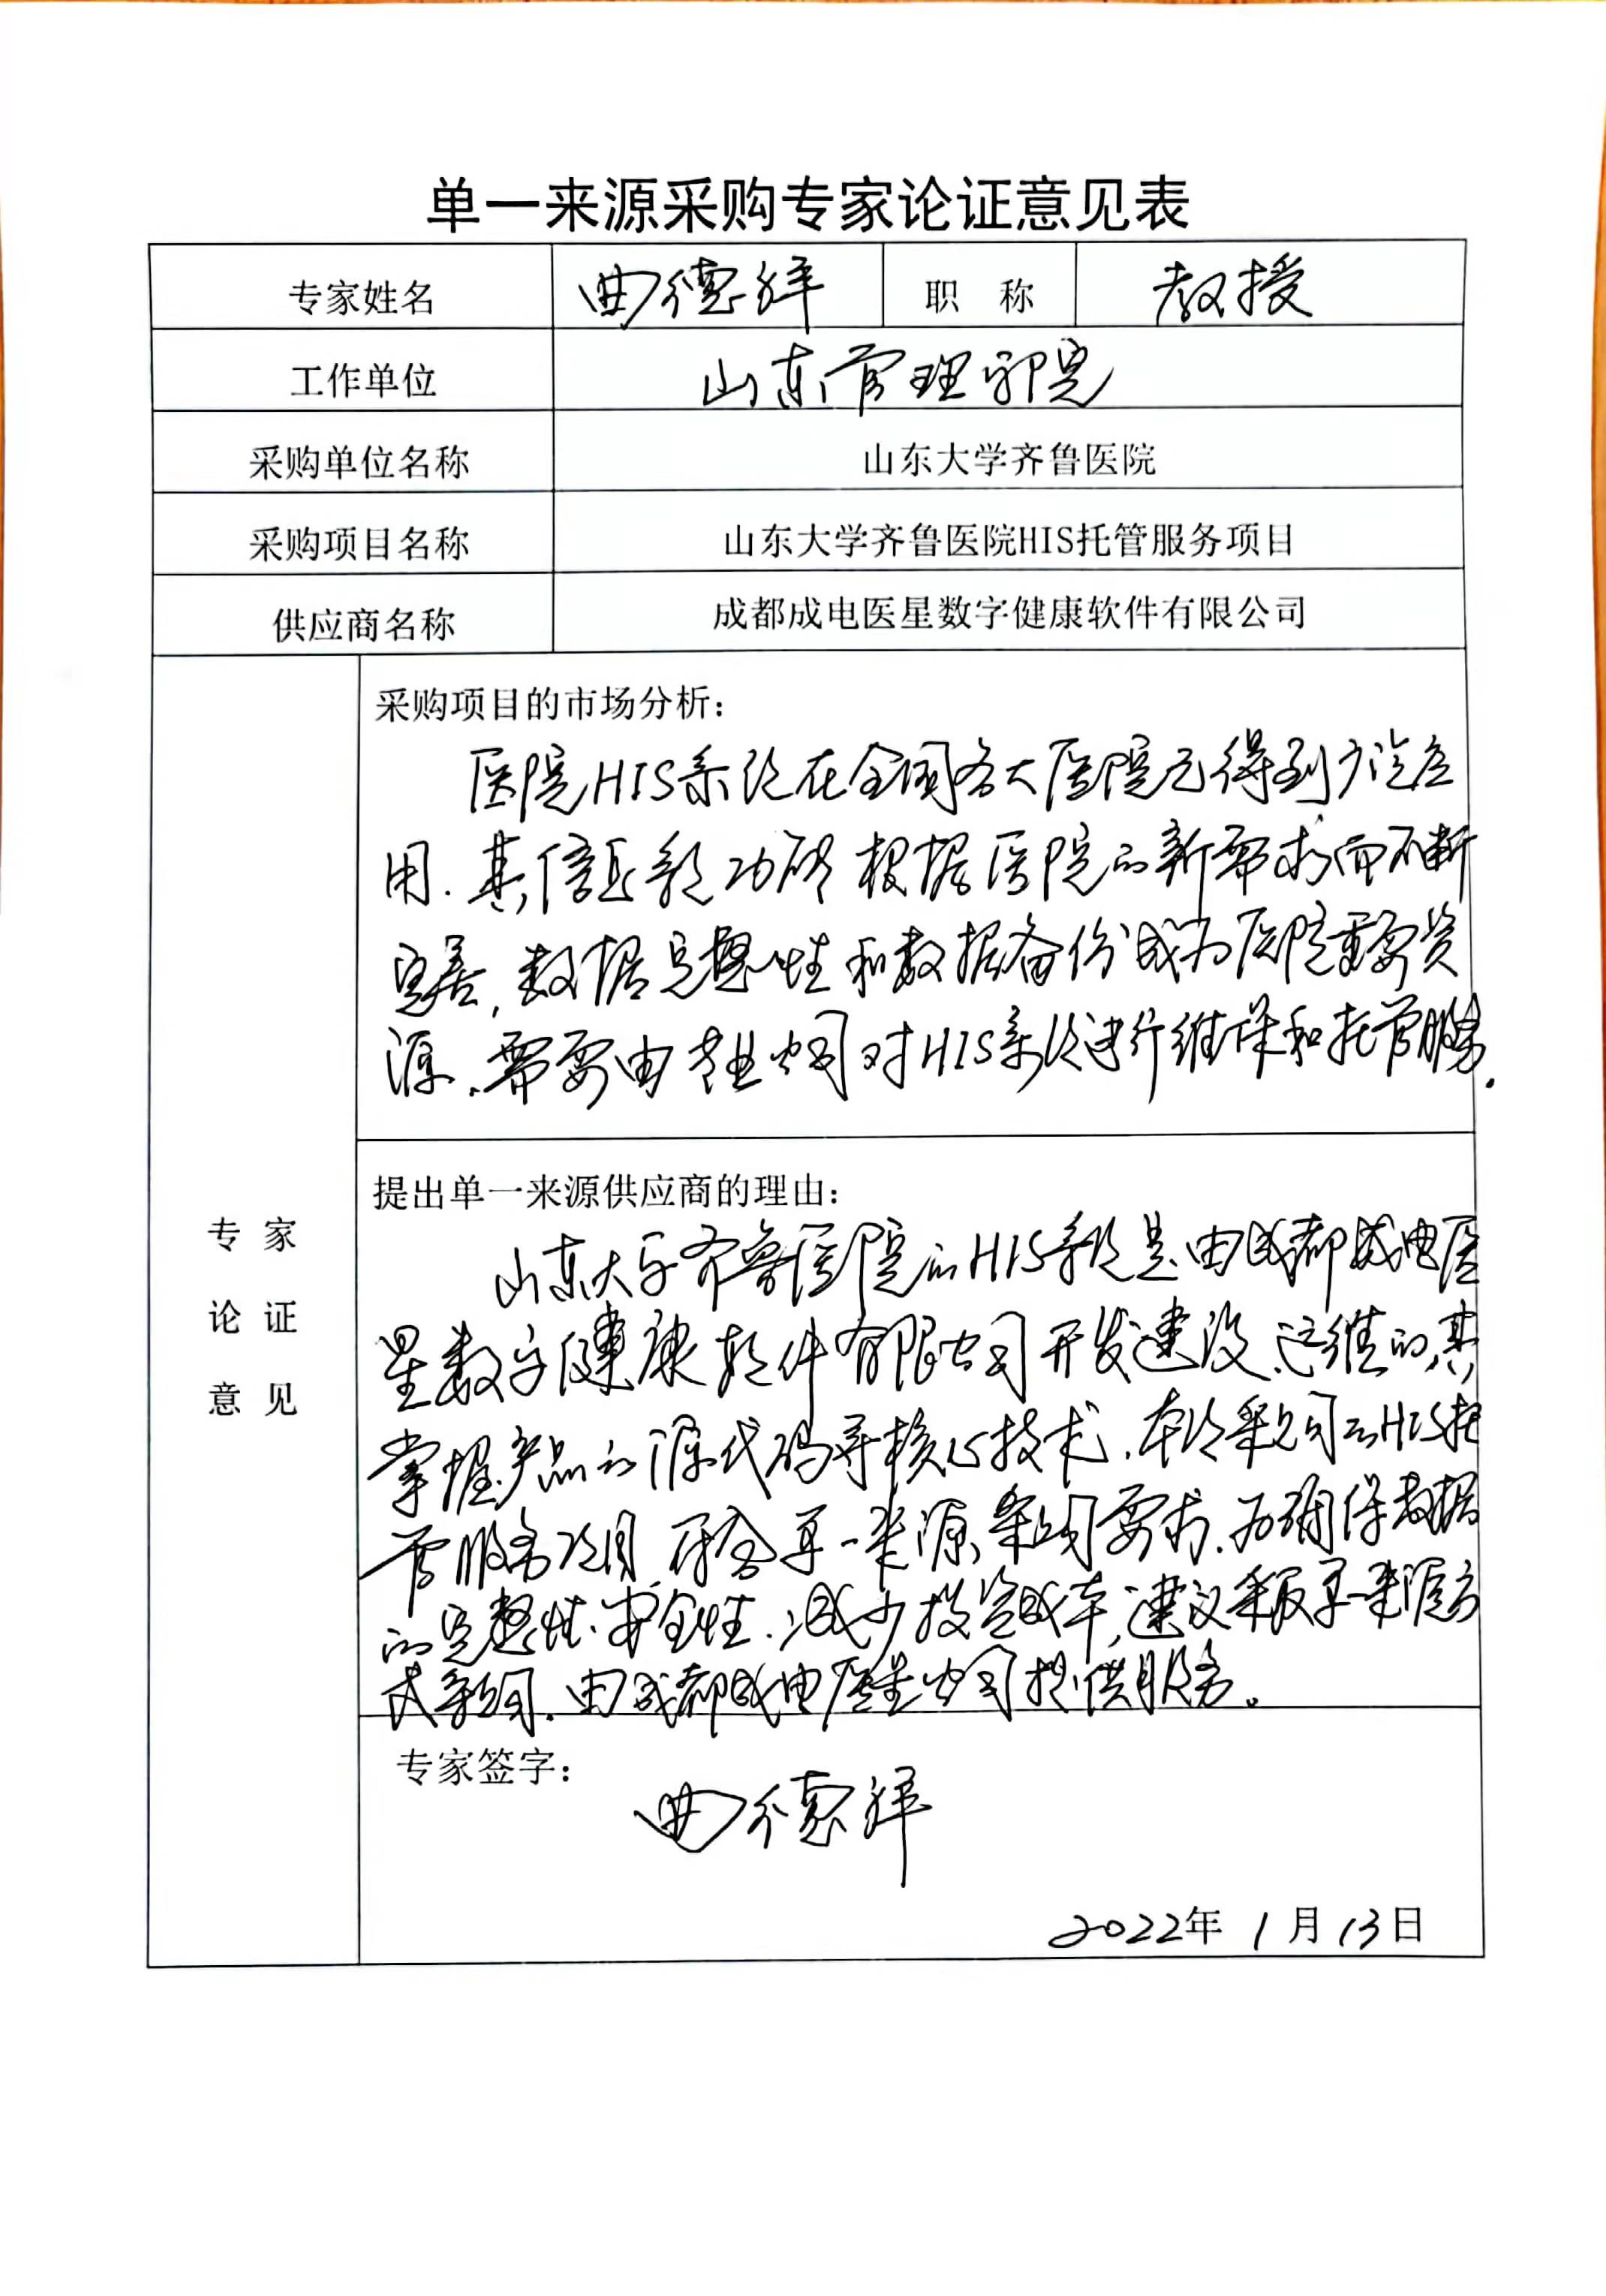 单一来源采购专家论证意见表
专家姓名 曲德祥 职 称 教授
工作单位 山东管理学院
采购单位名称 山东大学齐鲁医院
采购项目名称 山东大学齐鲁医院HIS托管服务项目
供应商名称 成都成电医星数字健康软件有限公司
采购项目的市场分析：
医院HIS系统在全国各大医院已得到广泛应
用.其信息系统功能根据医院的新需求而不断
完善,数据完整性和数据备份成为医院重要资
源.需要由专业公司对HIS系统进行维保和托管服务.
专 家
论 证
意 见
提出单一来源供应商的理由：
山东大学齐鲁医院的HIS系统是由成都成电医
星数字健康软件有限公司开发建设、运维的,其
掌握产品的源代码等核心技术.本次采购的HIS托
管服务项目,符合单一来源采购要求.为确保数据
的完整性、安全性.减少投资成本,建议采取单一来源方
式采购.由成都成电医星公司提供服务。
专家签字： 曲德祥
2022年 1 月 13日